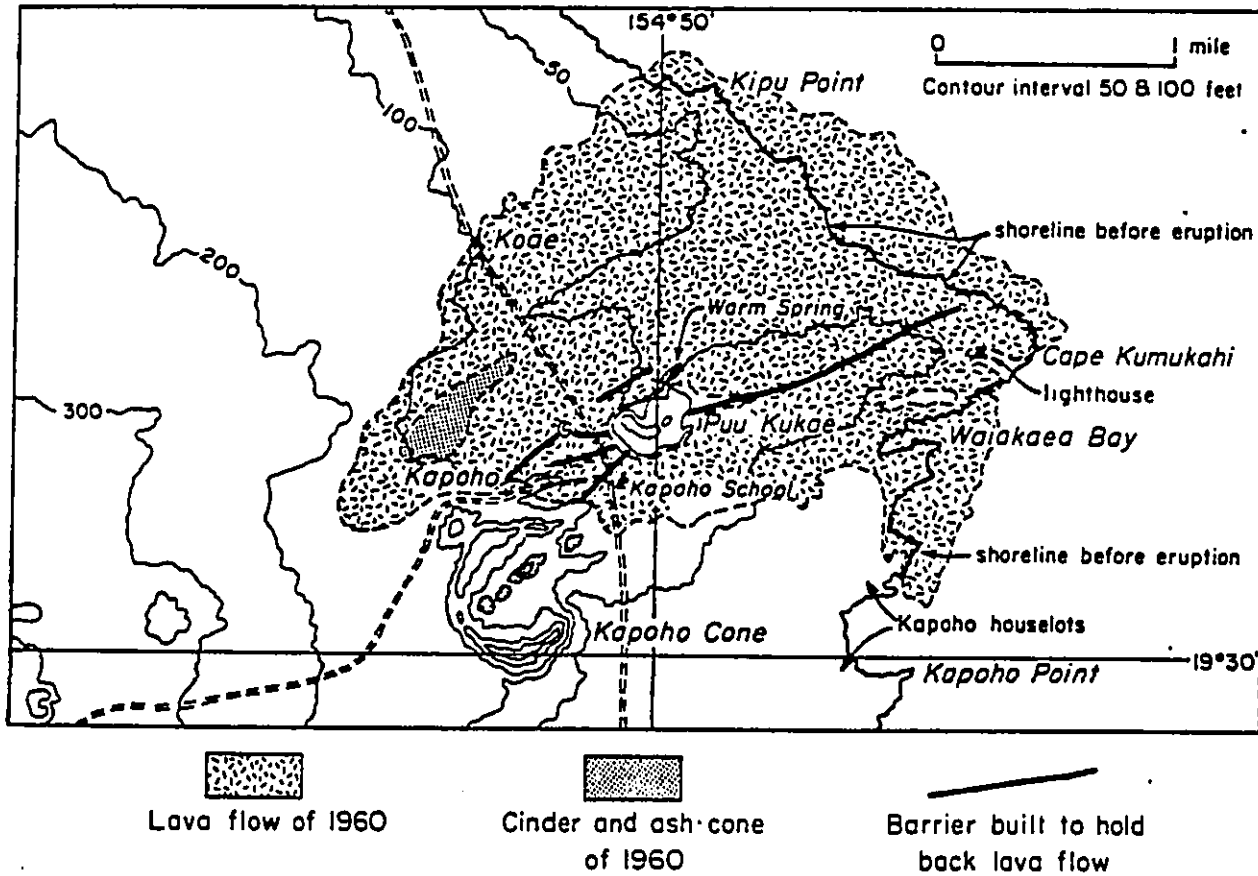 154°50'
0 1 mile
Contour interval 50 & 100 feet
Kipu Point
50
100
shoreline before eruption
Koae
200
Warm Spring
Cape Kumukahi
lighthouse
300
Puu Kukae
Waiakaea Bay
Kapoho
Kapoho School
shoreline before eruption
Kapoho houselots
Kapoho Cone
19°30'
Kapoho Point
Lava flow of 1960
Cinder and ash cone
of 1960
Barrier built to hold
back lava flow